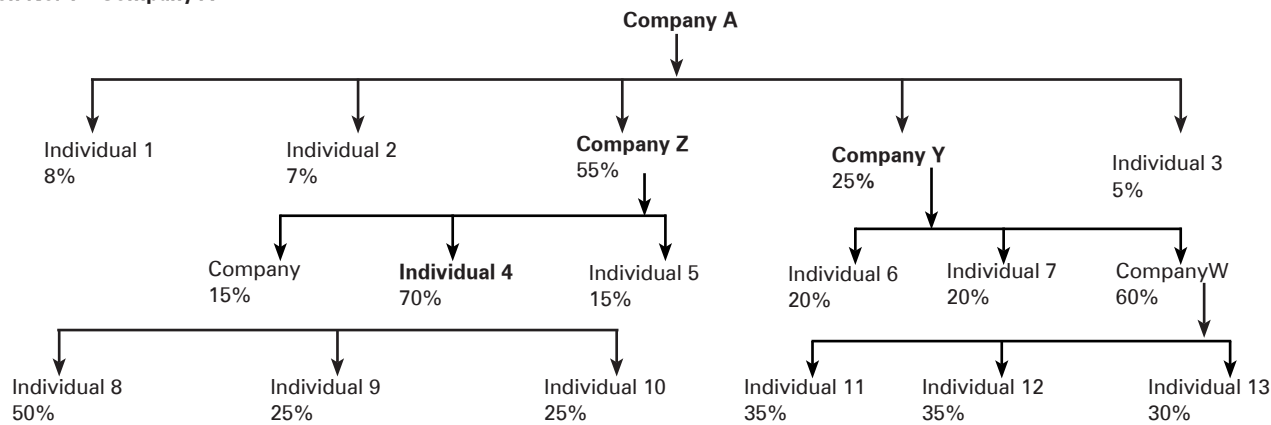 Company A
Individual 1
8%
Individual 2
7%
Company Z
55%
Company Y
25%
Individual 3
5%
Company
15%
Individual 4
70%
Individual 5
15%
Individual 6
20%
Individual 7
20%
CompanyW
60%
Individual 8
50%
Individual 9
25%
Individual 10
25%
Individual 11
35%
Individual 12
35%
Individual 13
30%